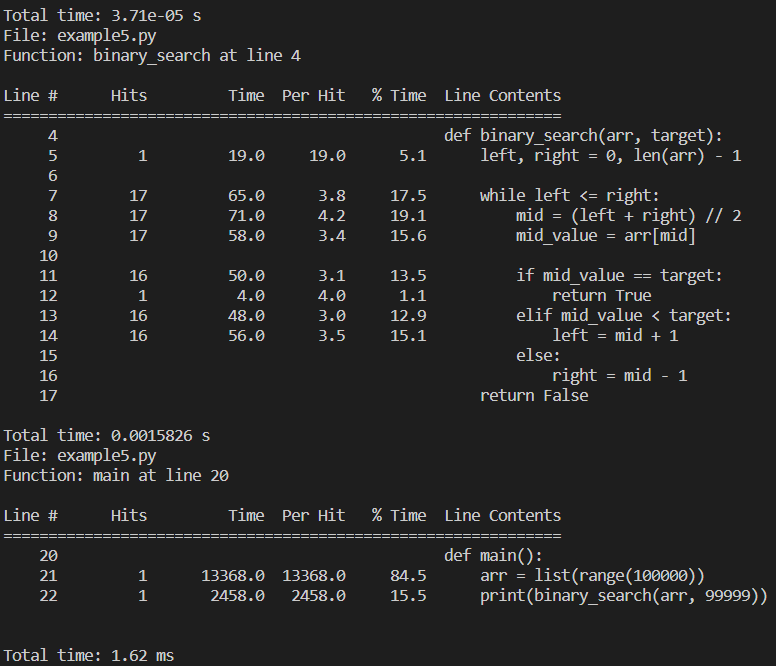 Total time: 3.71e-05 s
File: example5.py
Function: binary_search at line 4

Line #      Hits         Time  Per Hit   % Time  Line Contents
==============================================================
     4                                           def binary_search(arr, target):
     5         1         19.0     19.0      5.1      left, right = 0, len(arr) - 1
     6
     7        17         65.0      3.8     17.5      while left <= right:
     8        17         71.0      4.2     19.1          mid = (left + right) // 2
     9        17         58.0      3.4     15.6          mid_value = arr[mid]
    10
    11        16         50.0      3.1     13.5          if mid_value == target:
    12         1          4.0      4.0      1.1              return True
    13        16         48.0      3.0     12.9          elif mid_value < target:
    14        16         56.0      3.5     15.1              left = mid + 1
    15                                                   else:
    16                                                       right = mid - 1
    17                                               return False

Total time: 0.0015826 s
File: example5.py
Function: main at line 20

Line #      Hits         Time  Per Hit   % Time  Line Contents
==============================================================
    20                                           def main():
    21         1      13368.0  13368.0     84.5      arr = list(range(100000))
    22         1       2458.0   2458.0     15.5      print(binary_search(arr, 99999))

Total time: 1.62 ms